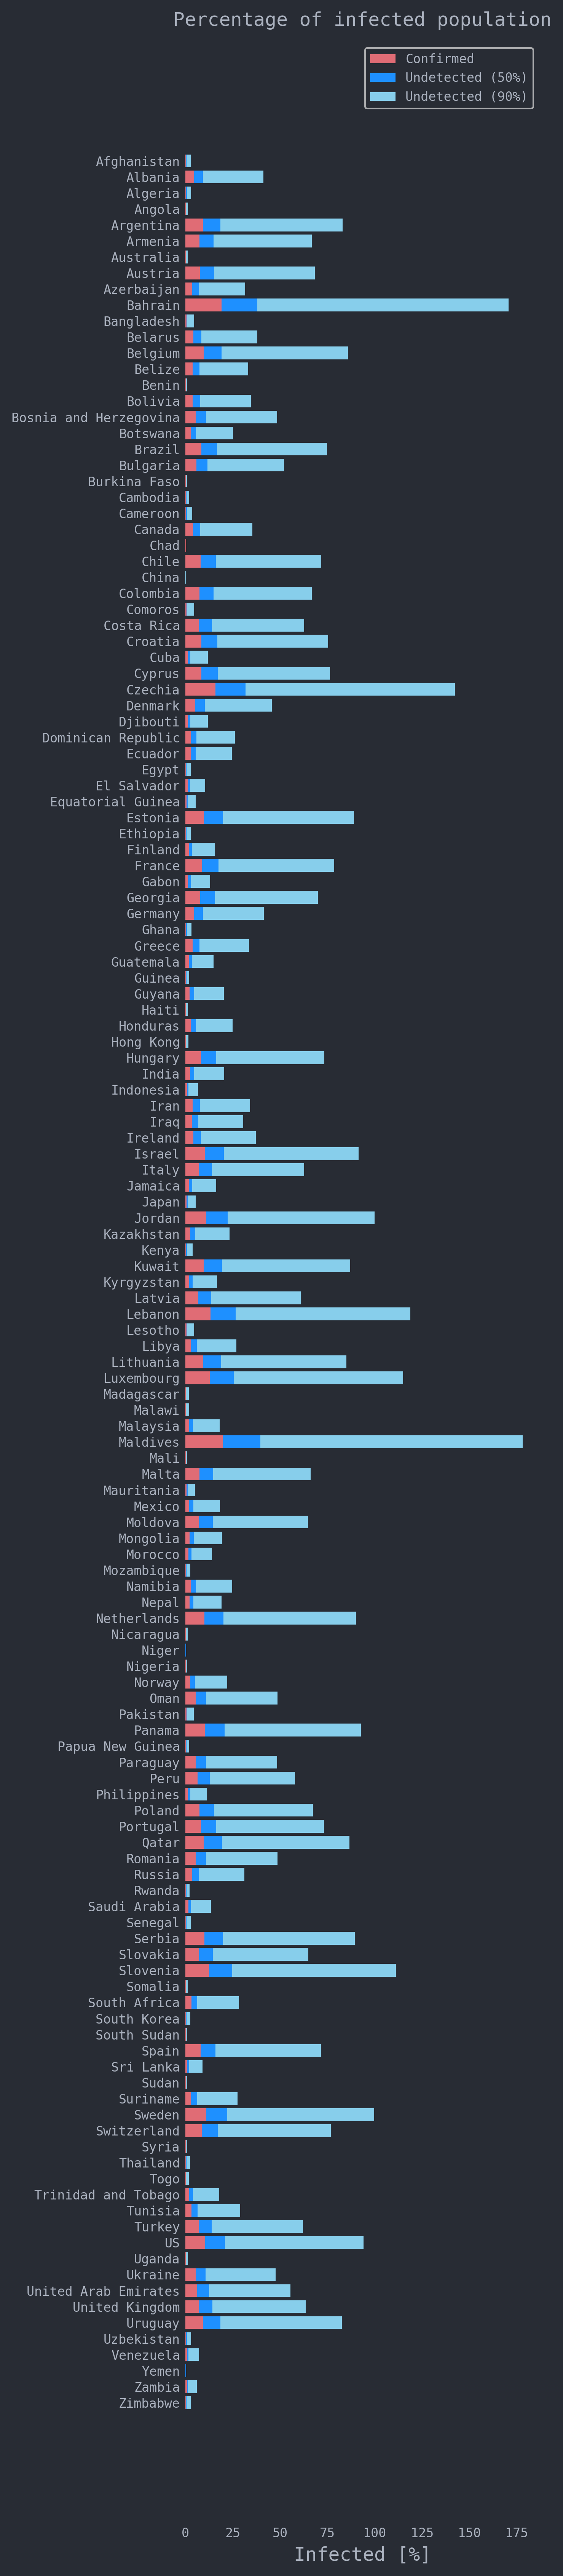 Percentage of infected population
Confirmed
Undetected (50%)
Undetected (90%)
Afghanistan
Albania
Algeria
Angola
Argentina
Armenia
Australia
Austria
Azerbaijan
Bahrain
Bangladesh
Belarus
Belgium
Belize
Benin
Bolivia
Bosnia and Herzegovina
Botswana
Brazil
Bulgaria
Burkina Faso
Cambodia
Cameroon
Canada
Chad
Chile
China
Colombia
Comoros
Costa Rica
Croatia
Cuba
Cyprus
Czechia
Denmark
Djibouti
Dominican Republic
Ecuador
Egypt
El Salvador
Equatorial Guinea
Estonia
Ethiopia
Finland
France
Gabon
Georgia
Germany
Ghana
Greece
Guatemala
Guinea
Guyana
Haiti
Honduras
Hong Kong
Hungary
India
Indonesia
Iran
Iraq
Ireland
Israel
Italy
Jamaica
Japan
Jordan
Kazakhstan
Kenya
Kuwait
Kyrgyzstan
Latvia
Lebanon
Lesotho
Libya
Lithuania
Luxembourg
Madagascar
Malawi
Malaysia
Maldives
Mali
Malta
Mauritania
Mexico
Moldova
Mongolia
Morocco
Mozambique
Namibia
Nepal
Netherlands
Nicaragua
Niger
Nigeria
Norway
Oman
Pakistan
Panama
Papua New Guinea
Paraguay
Peru
Philippines
Poland
Portugal
Qatar
Romania
Russia
Rwanda
Saudi Arabia
Senegal
Serbia
Slovakia
Slovenia
Somalia
South Africa
South Korea
South Sudan
Spain
Sri Lanka
Sudan
Suriname
Sweden
Switzerland
Syria
Thailand
Togo
Trinidad and Tobago
Tunisia
Turkey
US
Uganda
Ukraine
United Arab Emirates
United Kingdom
Uruguay
Uzbekistan
Venezuela
Yemen
Zambia
Zimbabwe
0 25 50 75 100 125 150 175
Infected [%]